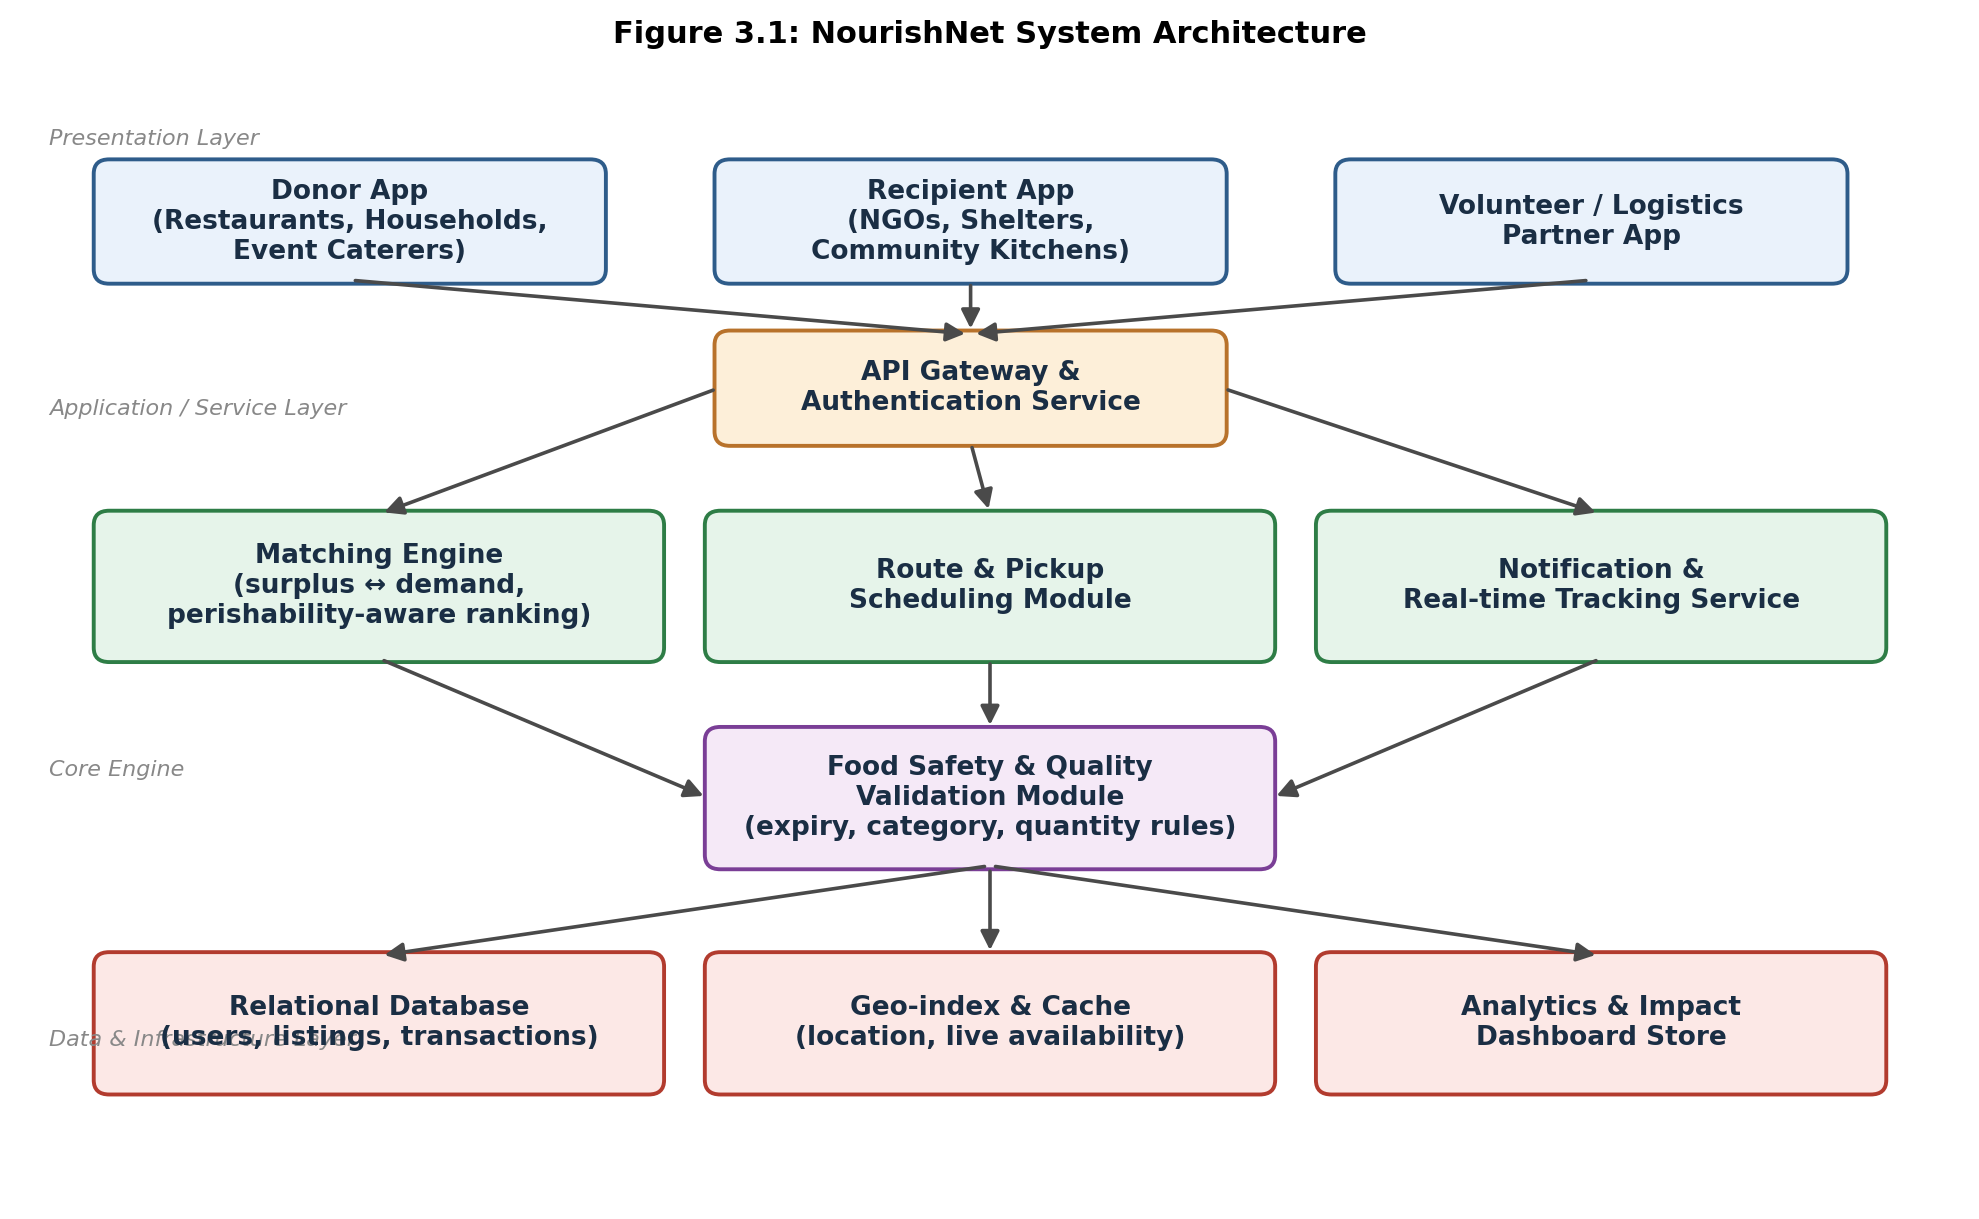 Figure 3.1: NourishNet System Architecture
Presentation Layer
Donor App
(Restaurants, Households,
Event Caterers)
Recipient App
(NGOs, Shelters,
Community Kitchens)
Volunteer / Logistics
Partner App
API Gateway &
Authentication Service
Application / Service Layer
Matching Engine
(surplus ↔ demand,
perishability-aware ranking)
Route & Pickup
Scheduling Module
Notification &
Real-time Tracking Service
Core Engine
Food Safety & Quality
Validation Module
(expiry, category, quantity rules)
Relational Database
(users, listings, transactions)
Data & Infrastructure Layer
Geo-index & Cache
(location, live availability)
Analytics & Impact
Dashboard Store